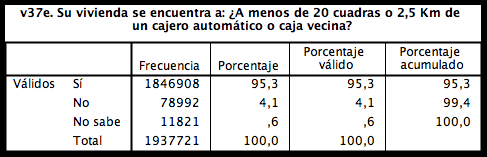 v37e. Su vivienda se encuentra a: ¿A menos de 20 cuadras o 2,5 Km de
un cajero automático o caja vecina?
Frecuencia Porcentaje Porcentaje válido Porcentaje acumulado
Válidos Sí 1846908 95,3 95,3 95,3
No 78992 4,1 4,1 99,4
No sabe 11821 ,6 ,6 100,0
Total 1937721 100,0 100,0